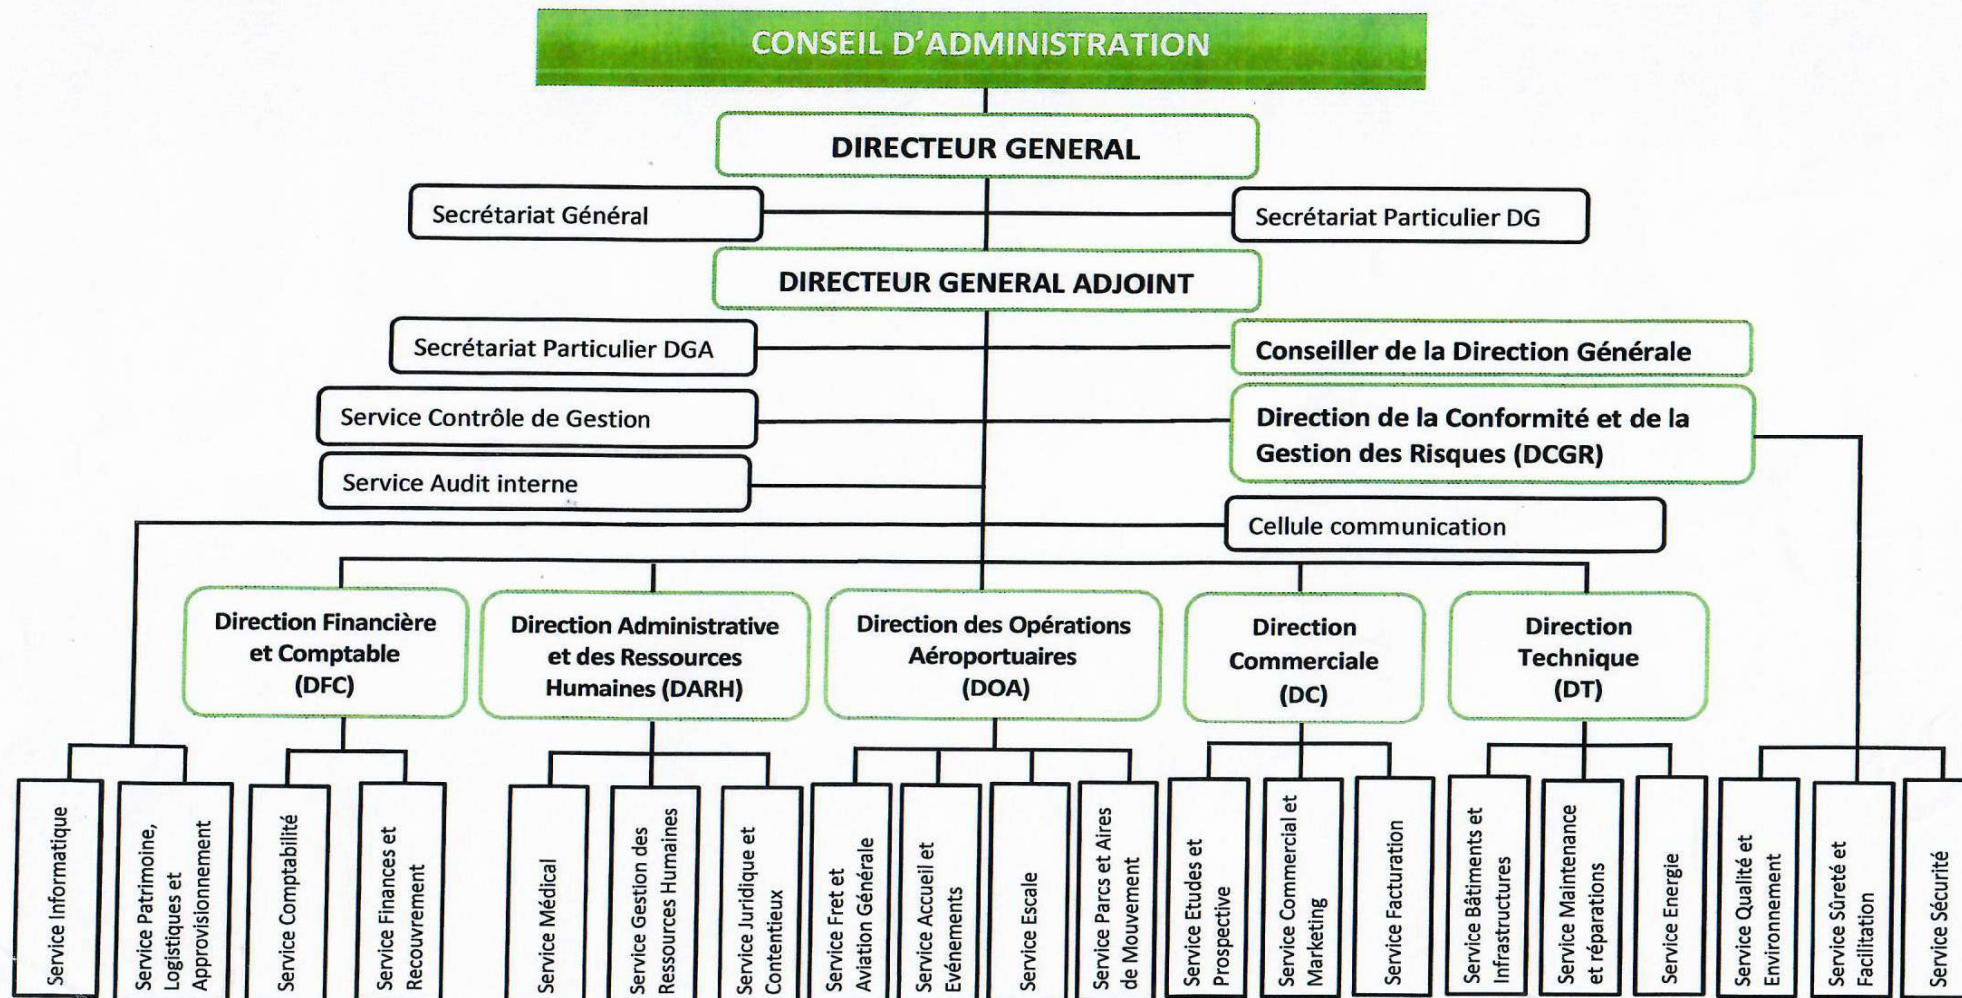 CONSEIL D’ADMINISTRATION
DIRECTEUR GENERAL
Secrétariat Général
Secrétariat Particulier DG
DIRECTEUR GENERAL ADJOINT
Secrétariat Particulier DGA
Conseiller de la Direction Générale
Service Contrôle de Gestion
Direction de la Conformité et de la
Gestion des Risques (DCGR)
Service Audit interne
Cellule communication
Direction Financière
et Comptable
(DFC)
Direction Administrative
et des Ressources
Humaines (DARH)
Direction des Opérations
Aéroportuaires
(DOA)
Direction
Commerciale
(DC)
Direction
Technique
(DT)
Service Informatique
Service Patrimoine,
Logistiques et
Approvisionnement
Service Comptabilité
Service Finances et
Recouvrement
Service Médical
Service Gestion des
Ressources Humaines
Service Juridique et
Contentieux
Service Fret et
Aviation Générale
Service Accueil et
Evénements
Service Escale
Service Parcs et Aires
de Mouvement
Service Etudes et
Prospective
Service Commercial et
Marketing
Service Facturation
Service Bâtiments et
Infrastructures
Service Maintenance
et réparations
Service Energie
Service Qualité et
Environnement
Service Sûreté et
Facilitation
Service Sécurité